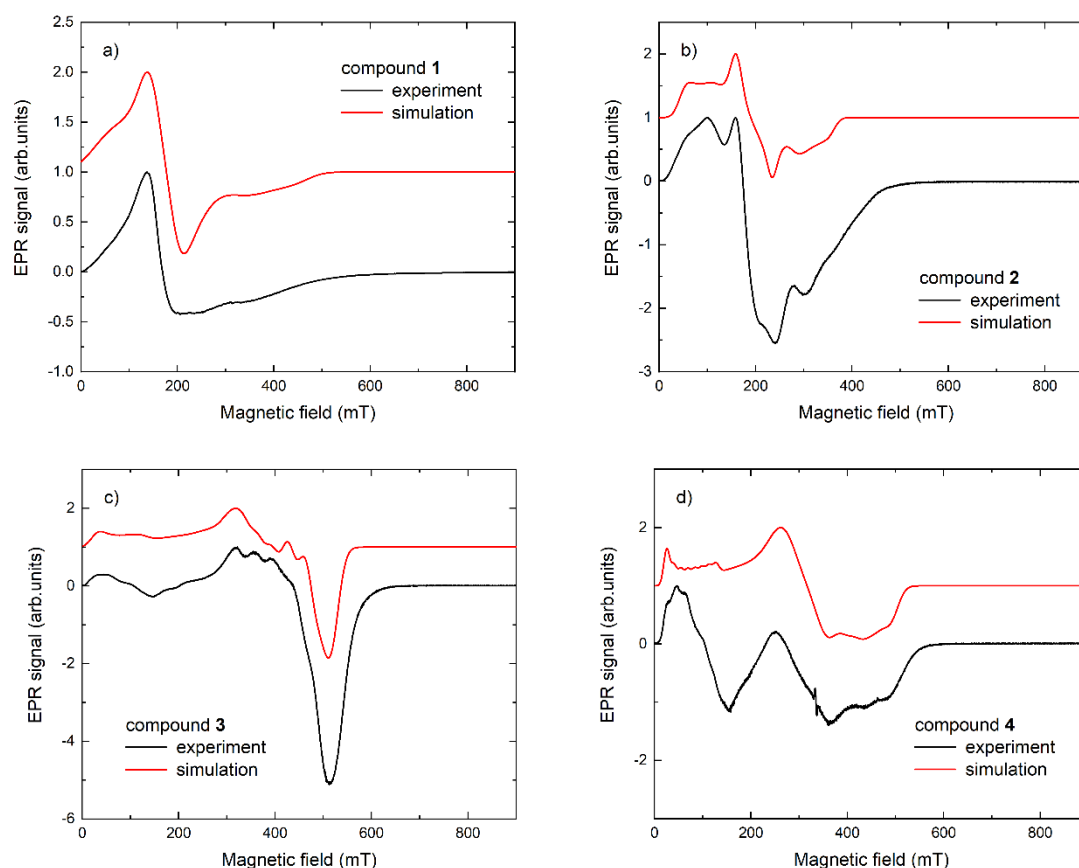 a)
compound 1
experiment
simulation
EPR signal (arb.units)
2.5
2.0
1.5
1.0
0.5
0.0
-0.5
-1.0
0 200 400 600 800
Magnetic field (mT)
b)
compound 2
experiment
simulation
EPR signal (arb.units)
2
1
0
-1
-2
-3
0 200 400 600 800
Magnetic field (mT)
c)
compound 3
experiment
simulation
EPR signal (arb.units)
2
0
-2
-4
-6
0 200 400 600 800
Magnetic field (mT)
d)
compound 4
experiment
simulation
EPR signal (arb.units)
2
0
-2
0 200 400 600 800
Magnetic field (mT)